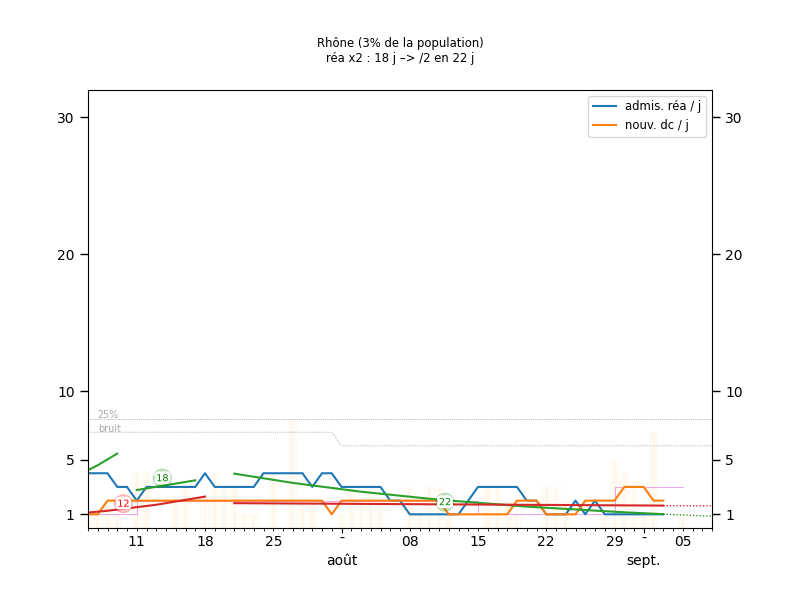 Rhône (3% de la population)
réa x2 : 18 j –> /2 en 22 j
admis. réa / j
nouv. dc / j
30 30
20 20
10 10
25%
bruit
5 5
18
12
22
1 1
11 18 25 - 08 15 22 29 - 05
août sept.